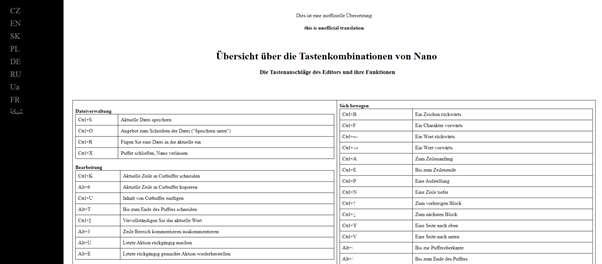 CZ
EN
SK
PL
DE
RU
Ua
FR
Dies ist eine inoffizielle Übersetzung
this is unofficial translation
Übersicht über die Tastenkombinationen von Nano
Die Tastenanschläge des Editors und ihre Funktionen
Dateiverwaltung
Ctrl+S Aktuelle Datei speichern
Ctrl+O Angebot zum Schreiben der Datei ("Speichern unter")
Ctrl+R Fügen Sie eine Datei in die aktuelle ein
Ctrl+X Puffer schließen, Nano verlassen
Bearbeitung
Ctrl+K Aktuelle Zeile in Cutbuffer schneiden
Alt+6 Aktuelle Zeile in Cutbuffer kopieren
Ctrl+U Inhalt von Cutbuffer einfügen
Alt+T Bis zum Ende des Puffers schneiden
Ctrl+] Vervollständigen Sie das aktuelle Wort
Alt+3 Zeile/Bereich kommentieren/auskommentieren
Alt+U Letzte Aktion rückgängig machen
Alt+E Letzte rückgängig gemachte Aktion wiederherstellen
Sich bewegen
Ctrl+B Ein Zeichen rückwärts
Ctrl+F Ein Charakter vorwärts
Ctrl+← Ein Wort rückwärts
Ctrl+→ Ein Wort vorwärts
Ctrl+A Zum Zeilenanfang
Ctrl+E Bis zum Zeilenende
Ctrl+P Eine Aufstellung
Ctrl+N Eine Zeile tiefer
Ctrl+↑ Zum vorherigen Block
Ctrl+↓ Zum nächsten Block
Ctrl+Y Eine Seite nach oben
Ctrl+V Eine Seite nach unten
Alt+\ Bis zur Pufferoberkante
Alt+/ Bis zum Ende des Puffers